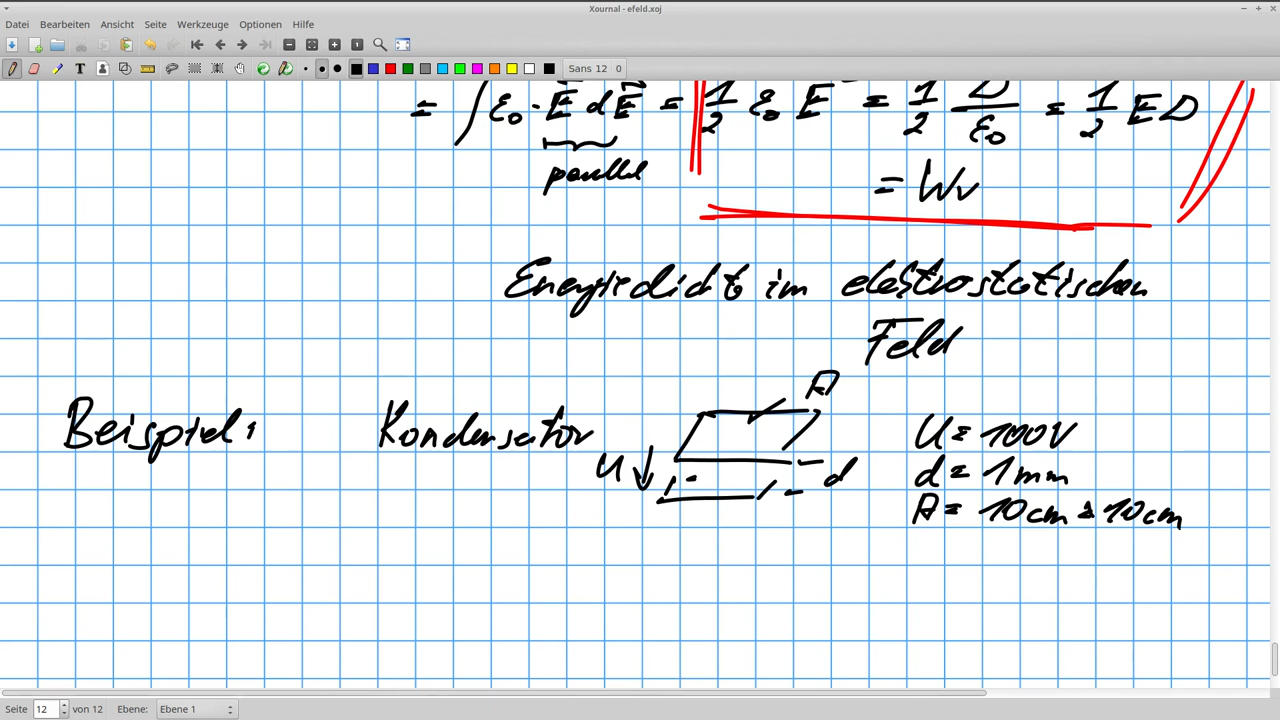 Xournal - efeld.xoj
Datei Bearbeiten Ansicht Seite Werkzeuge Optionen Hilfe
Sans 12 0
= ∫ ε₀ · E⃗ dE⃗ = 1/2 ε₀ E² = 1/2 D²/ε₀ = 1/2 E D
parallel
= Wv
Energiedichte im elektrostatischen
Feld
Beispiel: Kondensator
A
U
d
U = 100V
d = 1mm
A = 10cm * 10cm
Seite 12 von 12 Ebene: Ebene 1